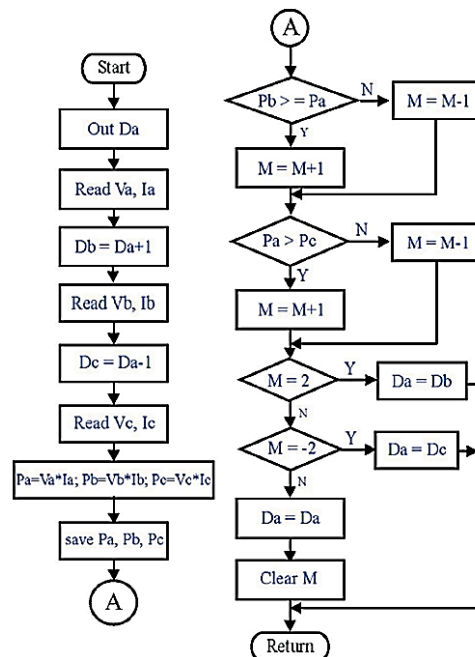 Start
Out Da
Read Va, Ia
Db = Da+1
Read Vb, Ib
Dc = Da-1
Read Vc, Ic
Pa=Va*Ia; Pb=Vb*Ib; Pc=Vc*Ic
save Pa, Pb, Pc
A
A
Pb > = Pa
N
M = M-1
Y
M = M+1
Pa > Pc
N
M = M-1
Y
M = M+1
M = 2
Y
Da = Db
N
M = -2
Y
Da = Dc
N
Da = Da
Clear M
Return